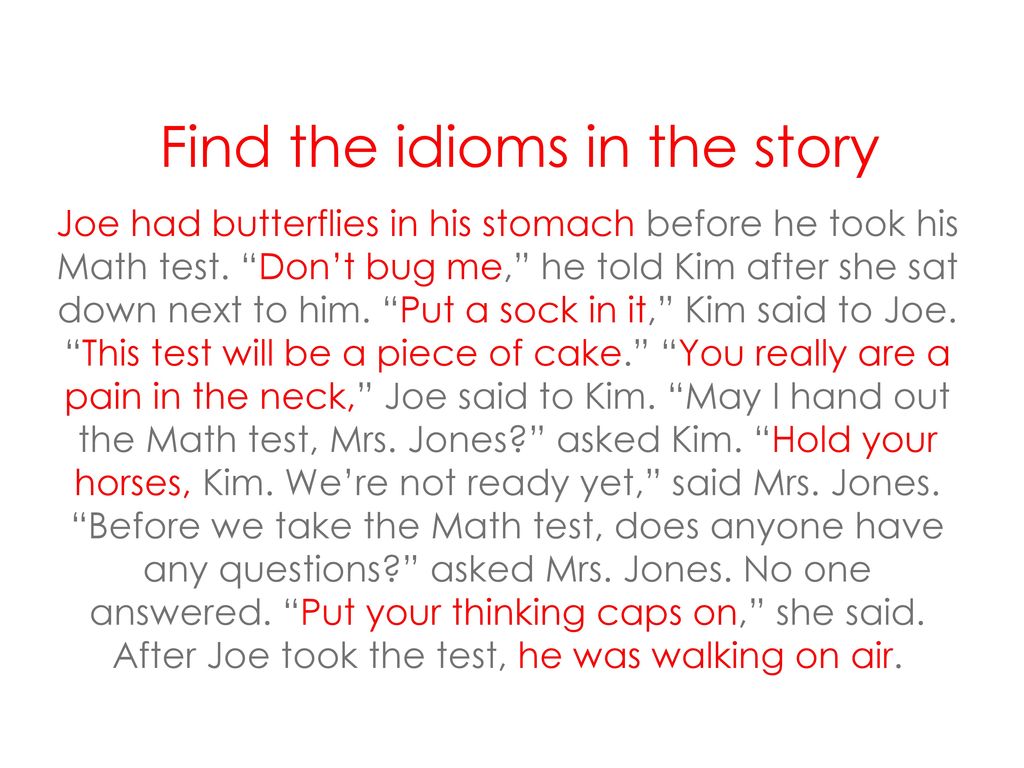 Find the idioms in the story
Joe had butterflies in his stomach before he took his
Math test. “Don’t bug me,” he told Kim after she sat
down next to him. “Put a sock in it,” Kim said to Joe.
“This test will be a piece of cake.” “You really are a
pain in the neck,” Joe said to Kim. “May I hand out
the Math test, Mrs. Jones?” asked Kim. “Hold your
horses, Kim. We’re not ready yet,” said Mrs. Jones.
“Before we take the Math test, does anyone have
any questions?” asked Mrs. Jones. No one
answered. “Put your thinking caps on,” she said.
After Joe took the test, he was walking on air.